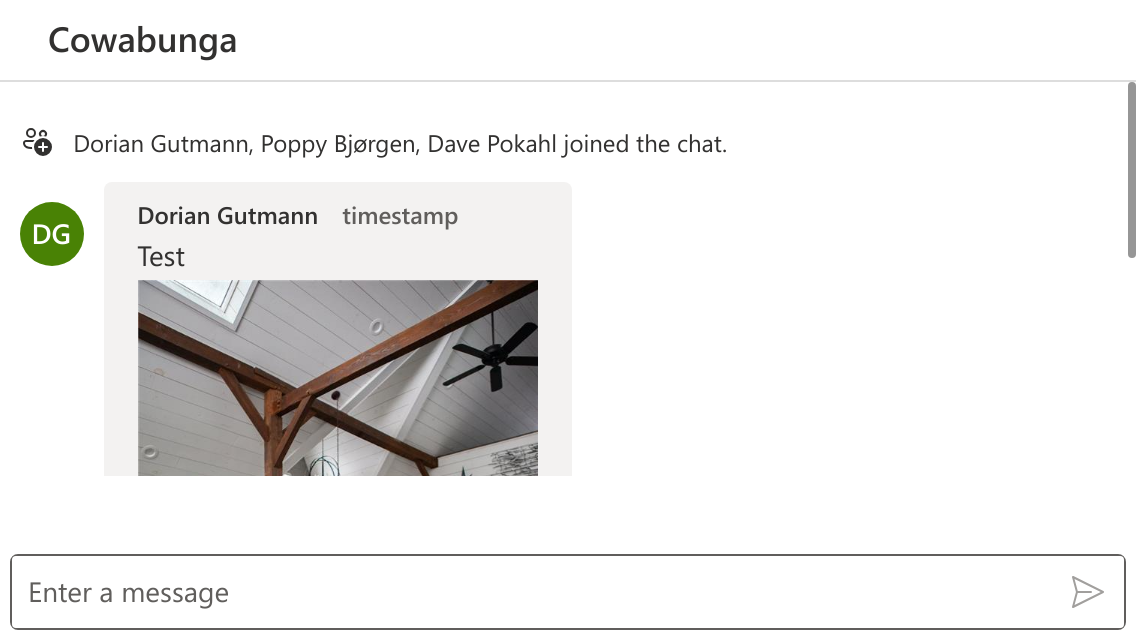 Cowabunga
Dorian Gutmann, Poppy Bjørgen, Dave Pokahl joined the chat.
DG
Dorian Gutmann timestamp
Test
Enter a message